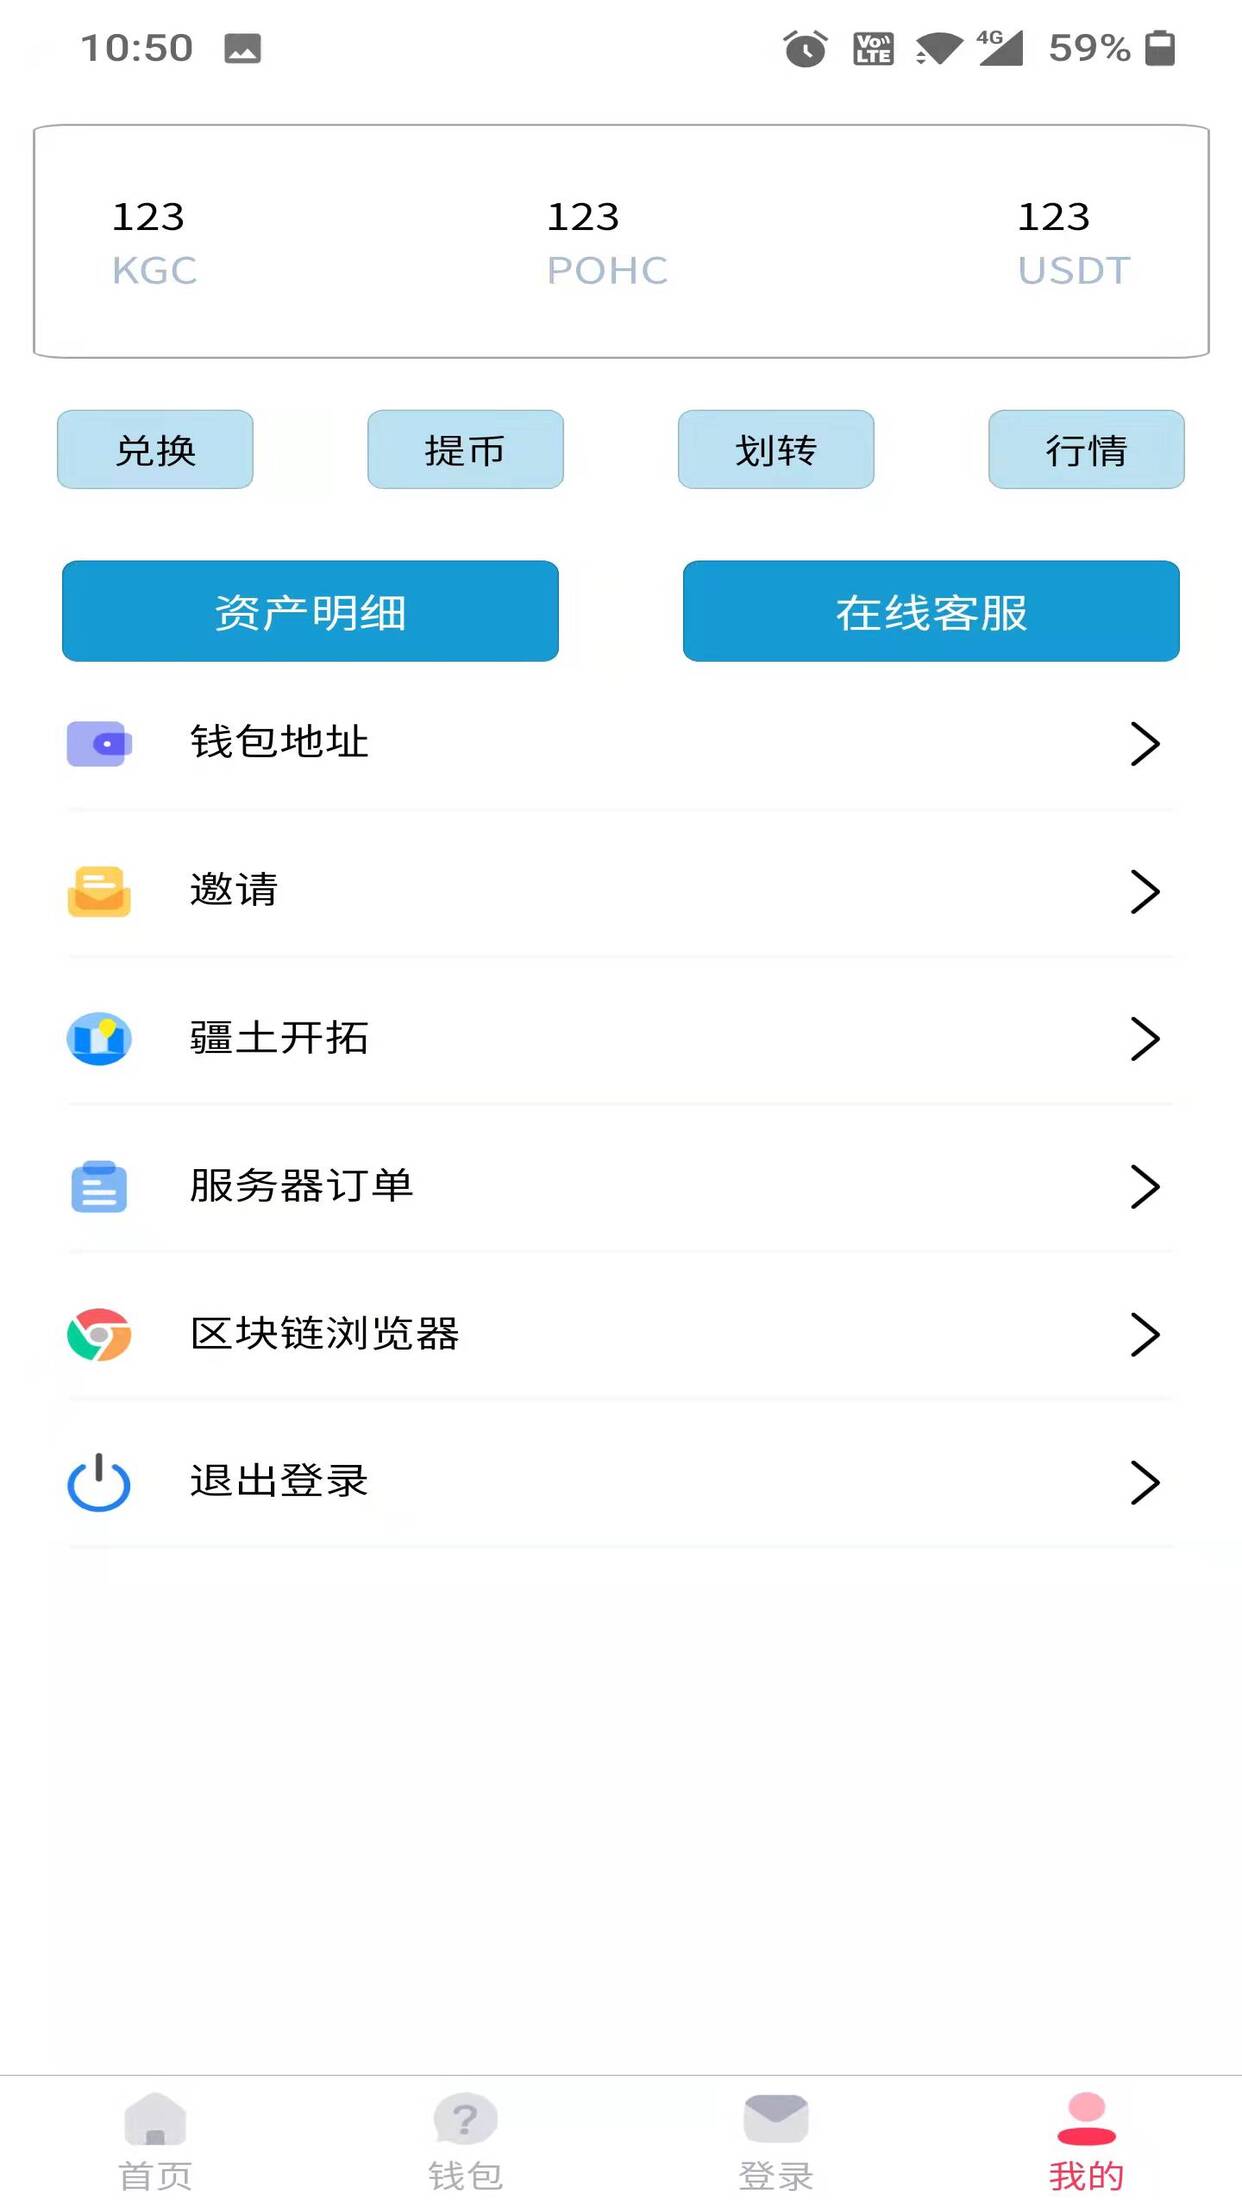 10:50 VoLTE 4G 59%
123 123 123
KGC POHC USDT
兑换 提币 划转 行情
资产明细 在线客服
钱包地址
邀请
疆土开拓
服务器订单
区块链浏览器
退出登录
首页 钱包 登录 我的